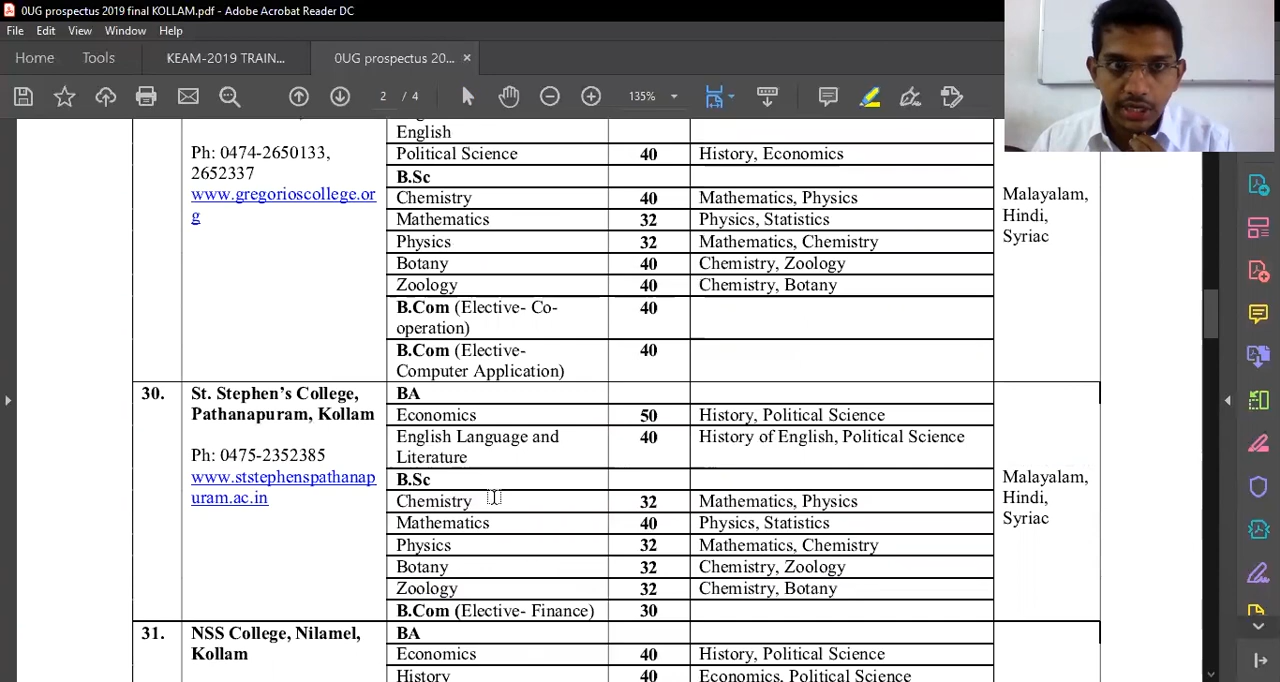 0UG prospectus 2019 final KOLLAM.pdf - Adobe Acrobat Reader DC
File Edit View Window Help
Home Tools KEAM-2019 TRAIN... 0UG prospectus 20... ×
2 / 4 135%
English
Ph: 0474-2650133, Political Science 40 History, Economics
2652337 B.Sc
www.gregorioscollege.or Chemistry 40 Mathematics, Physics Malayalam,
g Mathematics 32 Physics, Statistics Hindi,
Physics 32 Mathematics, Chemistry Syriac
Botany 40 Chemistry, Zoology
Zoology 40 Chemistry, Botany
B.Com (Elective- Co- 40
operation)
B.Com (Elective- 40
Computer Application)
30. St. Stephen’s College, BA
Pathanapuram, Kollam Economics 50 History, Political Science
English Language and 40 History of English, Political Science
Ph: 0475-2352385 Literature
www.ststephenspathanap B.Sc Malayalam,
uram.ac.in Chemistry 32 Mathematics, Physics Hindi,
Mathematics 40 Physics, Statistics Syriac
Physics 32 Mathematics, Chemistry
Botany 32 Chemistry, Zoology
Zoology 32 Chemistry, Botany
B.Com (Elective- Finance) 30
31. NSS College, Nilamel, BA
Kollam Economics 40 History, Political Science
History 40 Economics, Political Science